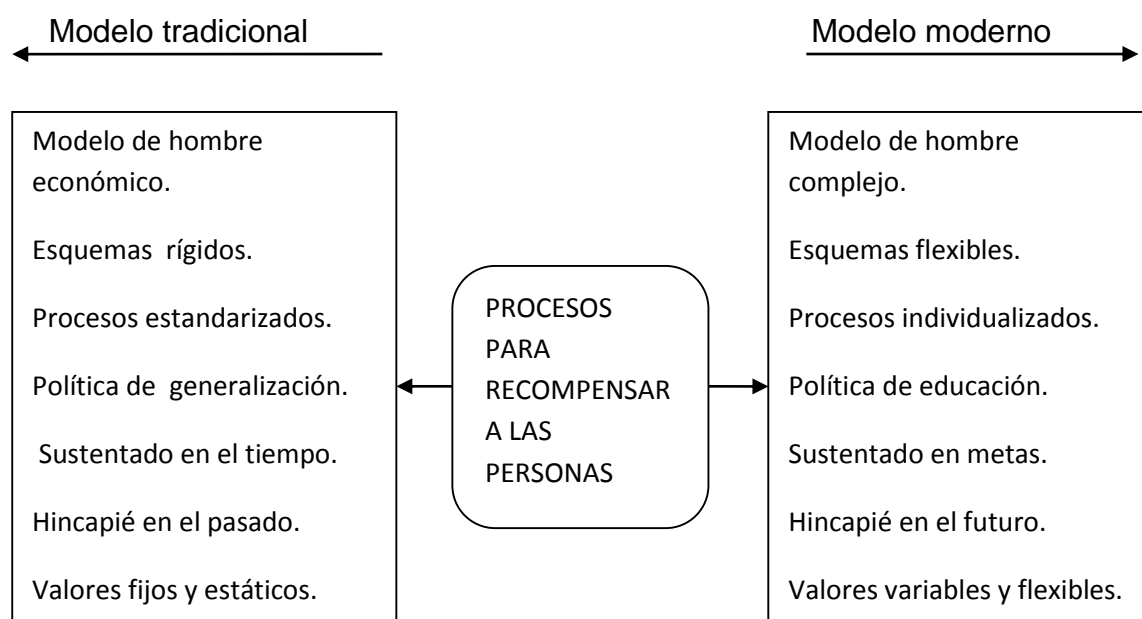 Modelo tradicional
Modelo de hombre
económico.
Esquemas rígidos.
Procesos estandarizados.
Política de generalización.
Sustentado en el tiempo.
Hincapié en el pasado.
Valores fijos y estáticos.
PROCESOS
PARA
RECOMPENSAR
A LAS
PERSONAS
Modelo moderno
Modelo de hombre
complejo.
Esquemas flexibles.
Procesos individualizados.
Política de educación.
Sustentado en metas.
Hincapié en el futuro.
Valores variables y flexibles.